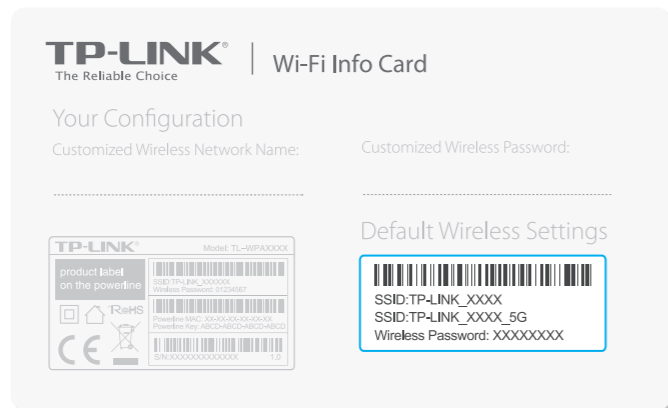 TP-LINK® | Wi-Fi Info Card
The Reliable Choice
Your Configuration
Customized Wireless Network Name:
Customized Wireless Password:
TP-LINK® Model: TL-WPAXXXX
product label
on the powerline
SSID:TP-LINK_XXXXXX
Wireless Password: 01234567
RoHS
Powerline MAC: XX-XX-XX-XX-XX-XX
Powerline Key: ABCD-ABCD-ABCD-ABCD
CE
S/N:XXXXXXXXXXXXX 1.0
Default Wireless Settings
SSID:TP-LINK_XXXX
SSID:TP-LINK_XXXX_5G
Wireless Password: XXXXXXXX